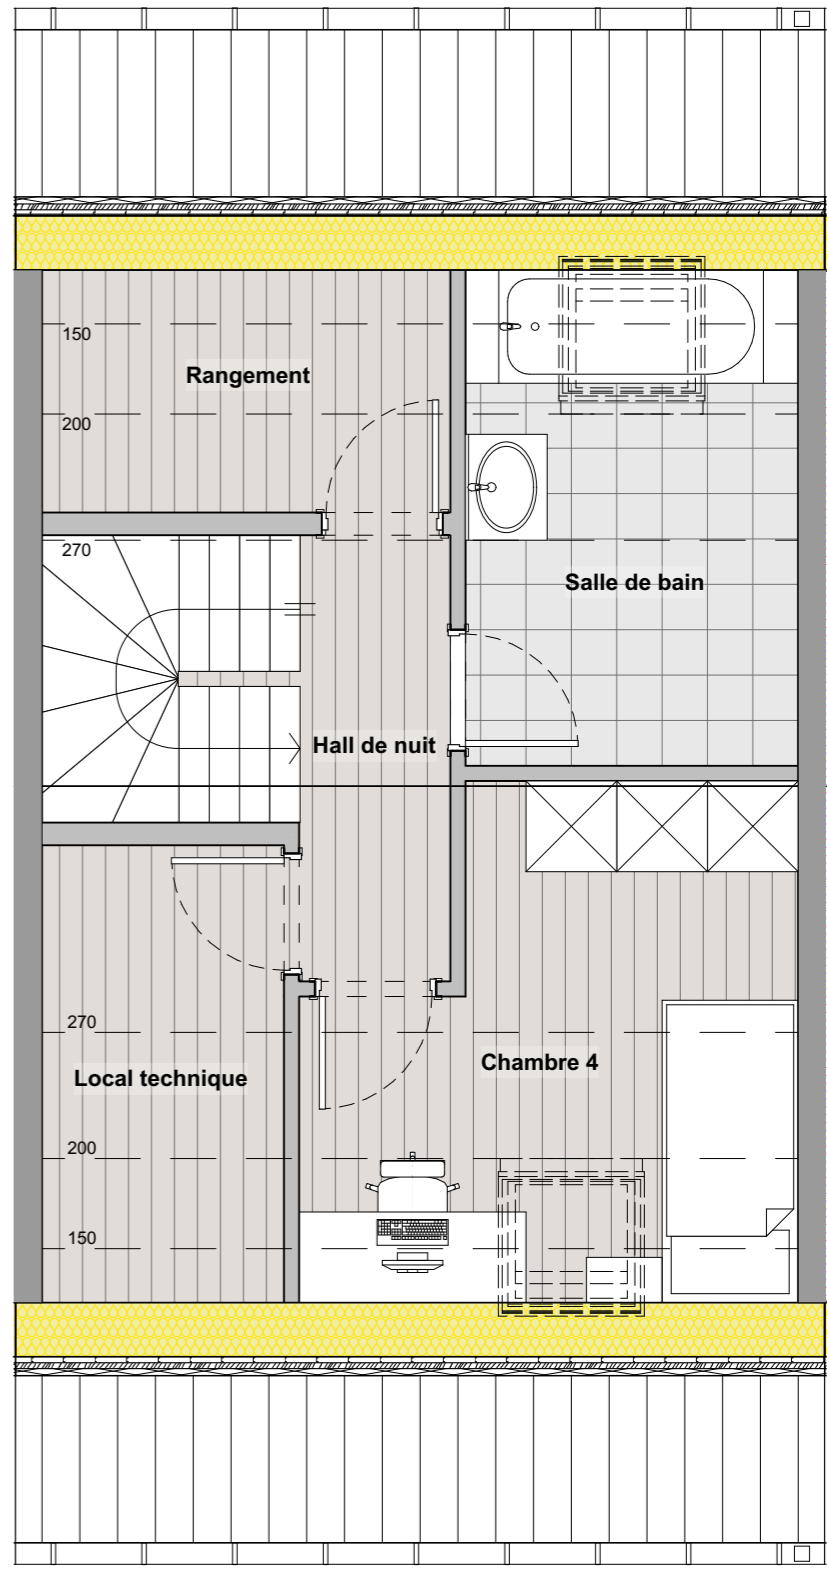 150
Rangement
200
270
Salle de bain
Hall de nuit
270
Chambre 4
Local technique
200
150